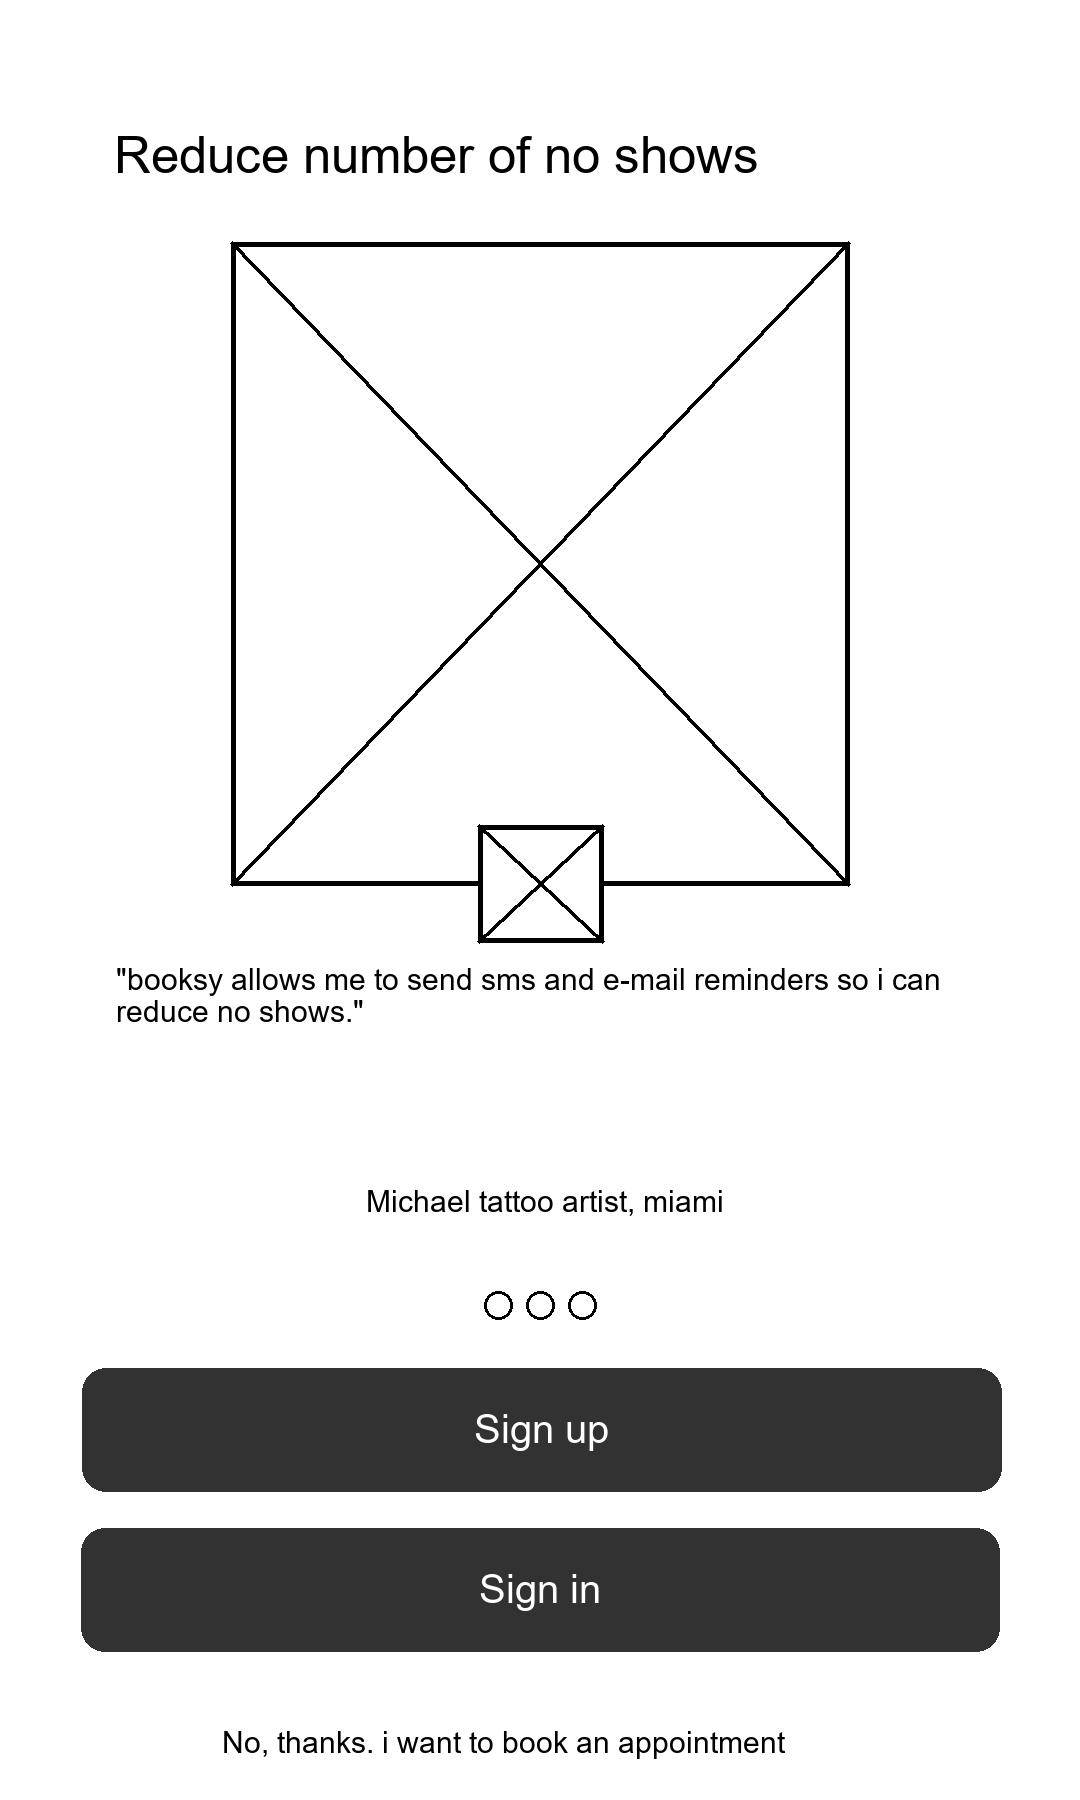 Reduce number of no shows
"booksy allows me to send sms and e-mail reminders so i can
reduce no shows."
Michael tattoo artist, miami
Sign up
Sign in
No, thanks. i want to book an appointment